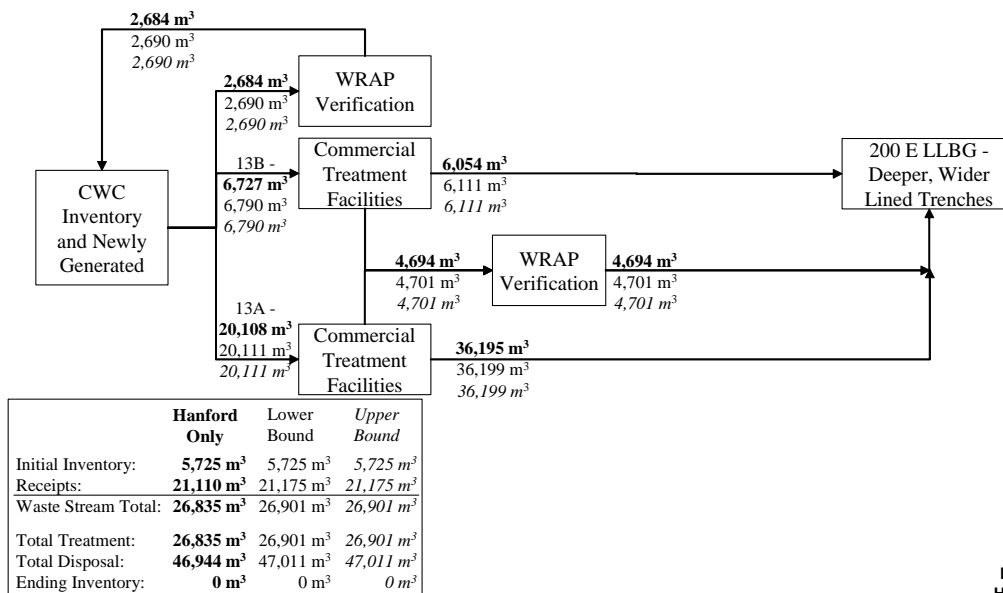 2,684 m³
2,690 m³
2,690 m³
2,684 m³
2,690 m³
2,690 m³
WRAP
Verification
13B -
6,727 m³
6,790 m³
6,790 m³
Commercial
Treatment
Facilities
6,054 m³
6,111 m³
6,111 m³
200 E LLBG -
Deeper, Wider
Lined Trenches
CWC
Inventory
and Newly
Generated
4,694 m³
4,701 m³
4,701 m³
WRAP
Verification
4,694 m³
4,701 m³
4,701 m³
13A -
20,108 m³
20,111 m³
20,111 m³
Commercial
Treatment
Facilities
36,195 m³
36,199 m³
36,199 m³
Hanford Lower Upper
Only Bound Bound
Initial Inventory: 5,725 m³ 5,725 m³ 5,725 m³
Receipts: 21,110 m³ 21,175 m³ 21,175 m³
Waste Stream Total: 26,835 m³ 26,901 m³ 26,901 m³
Total Treatment: 26,835 m³ 26,901 m³ 26,901 m³
Total Disposal: 46,944 m³ 47,011 m³ 47,011 m³
Ending Inventory: 0 m³ 0 m³ 0 m³